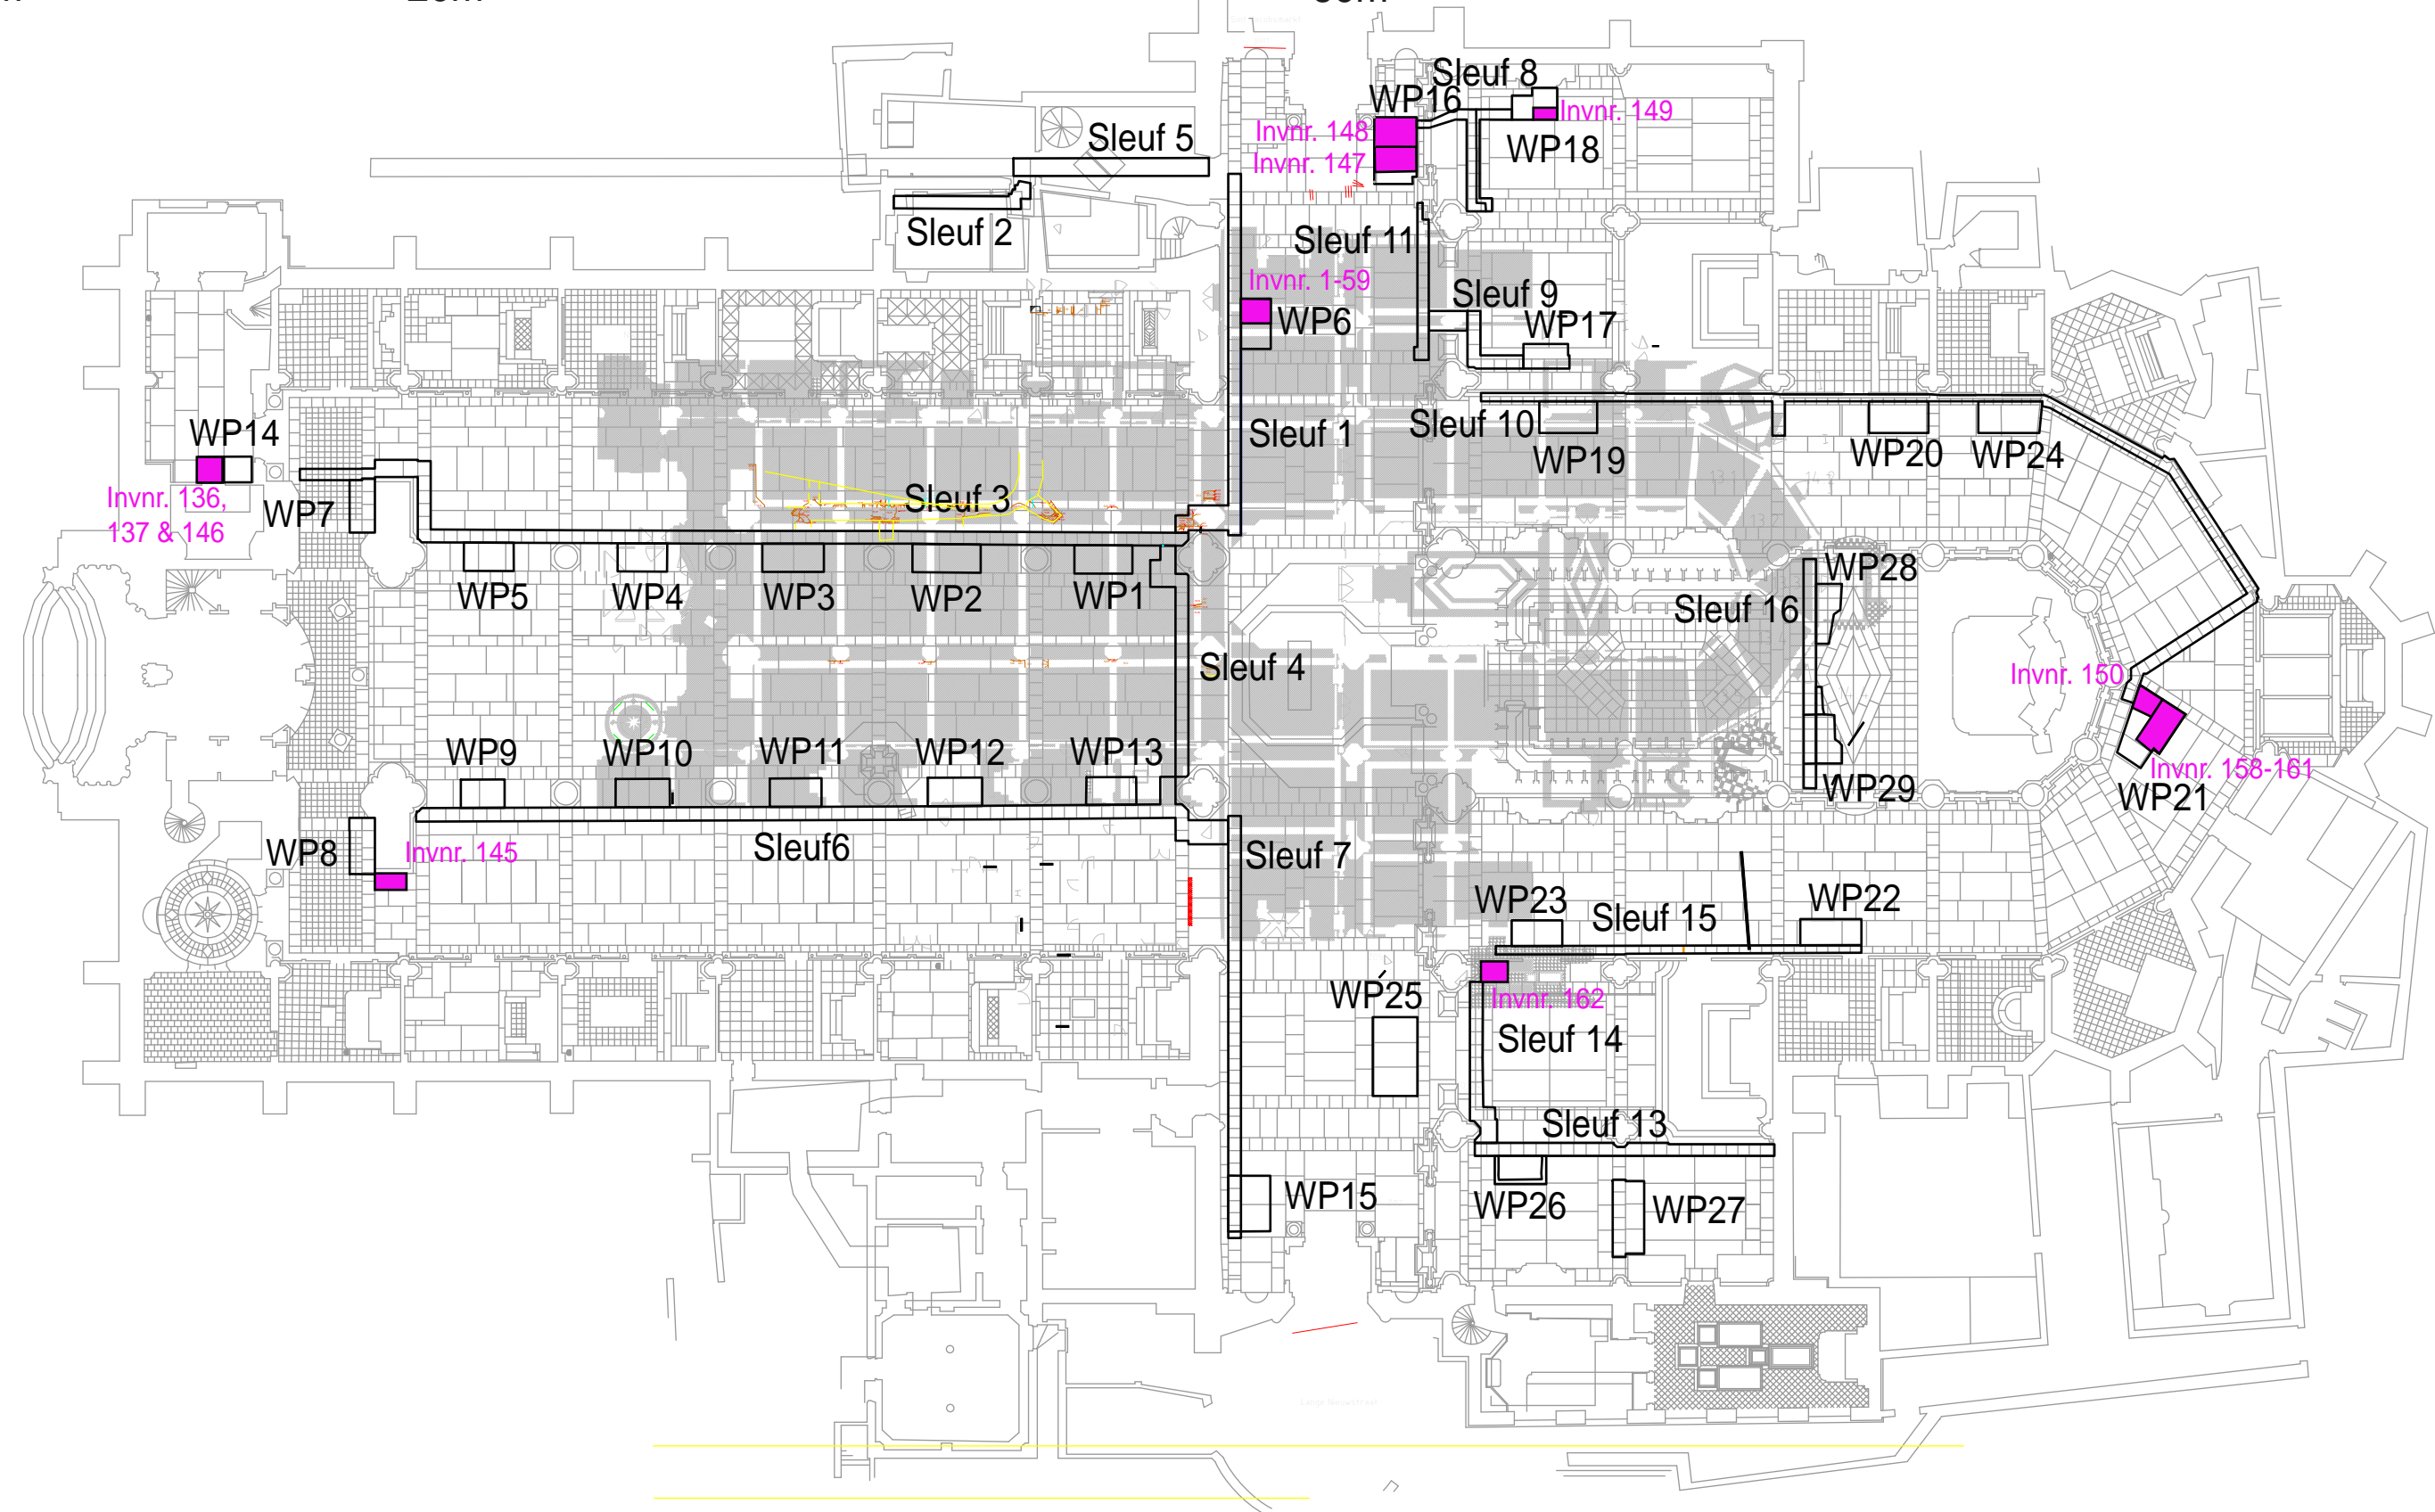 Sleuf 8
WP16
Invnr. 149
Invnr. 148
Sleuf 5
WP18
Invnr. 147
Sleuf 2
Sleuf 11
Invnr. 1-59
Sleuf 9
WP6
WP17
WP14
Sleuf 1
Sleuf 10
WP19
WP20
WP24
Invnr. 136,
137 & 146
WP7
Sleuf 3
WP5
WP4
WP3
WP2
WP1
WP28
Sleuf 16
Sleuf 4
Invnr. 150
WP9
WP10
WP11
WP12
WP13
Invnr. 158-161
WP29
WP21
WP8
Invnr. 145
Sleuf6
Sleuf 7
WP23
Sleuf 15
WP22
WP25
Invnr. 162
Sleuf 14
Sleuf 13
WP15
WP26
WP27